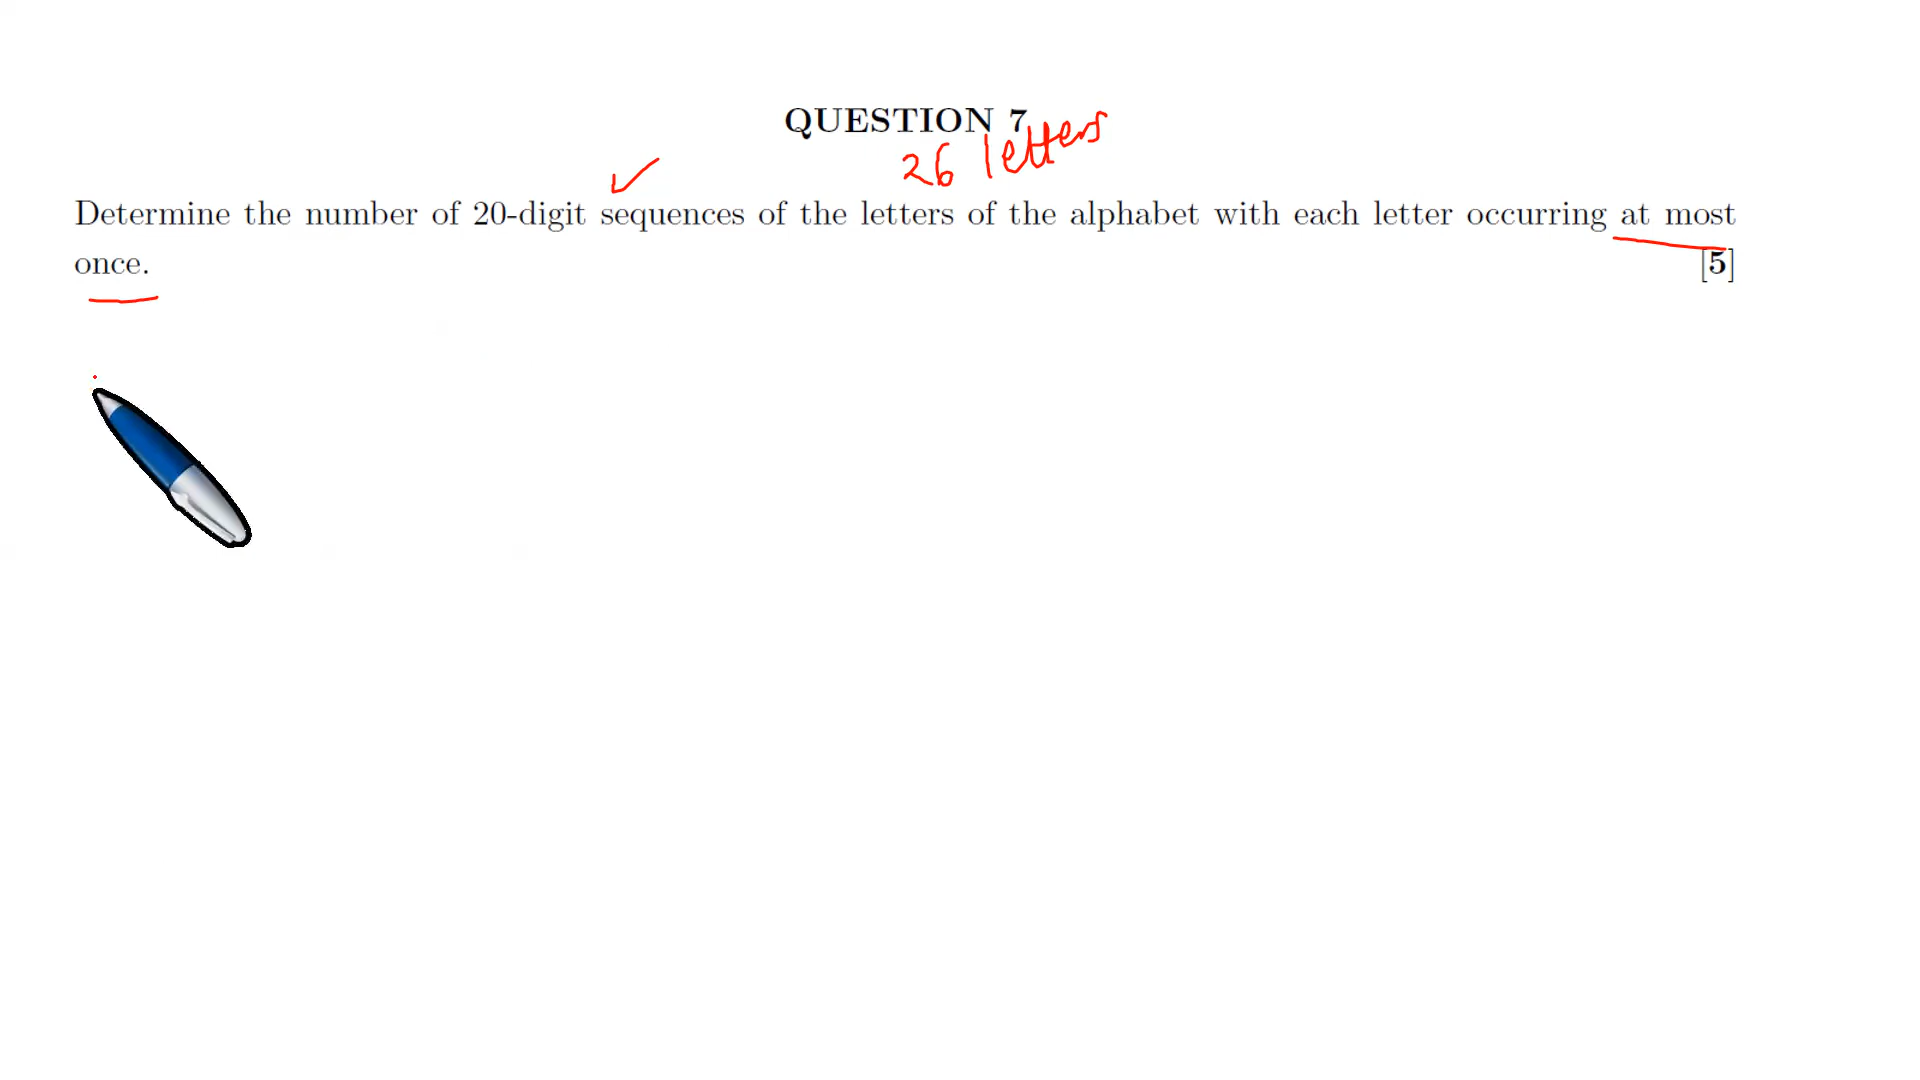 QUESTION 7
26 letters
Determine the number of 20-digit sequences of the letters of the alphabet with each letter occurring at most
once. [5]